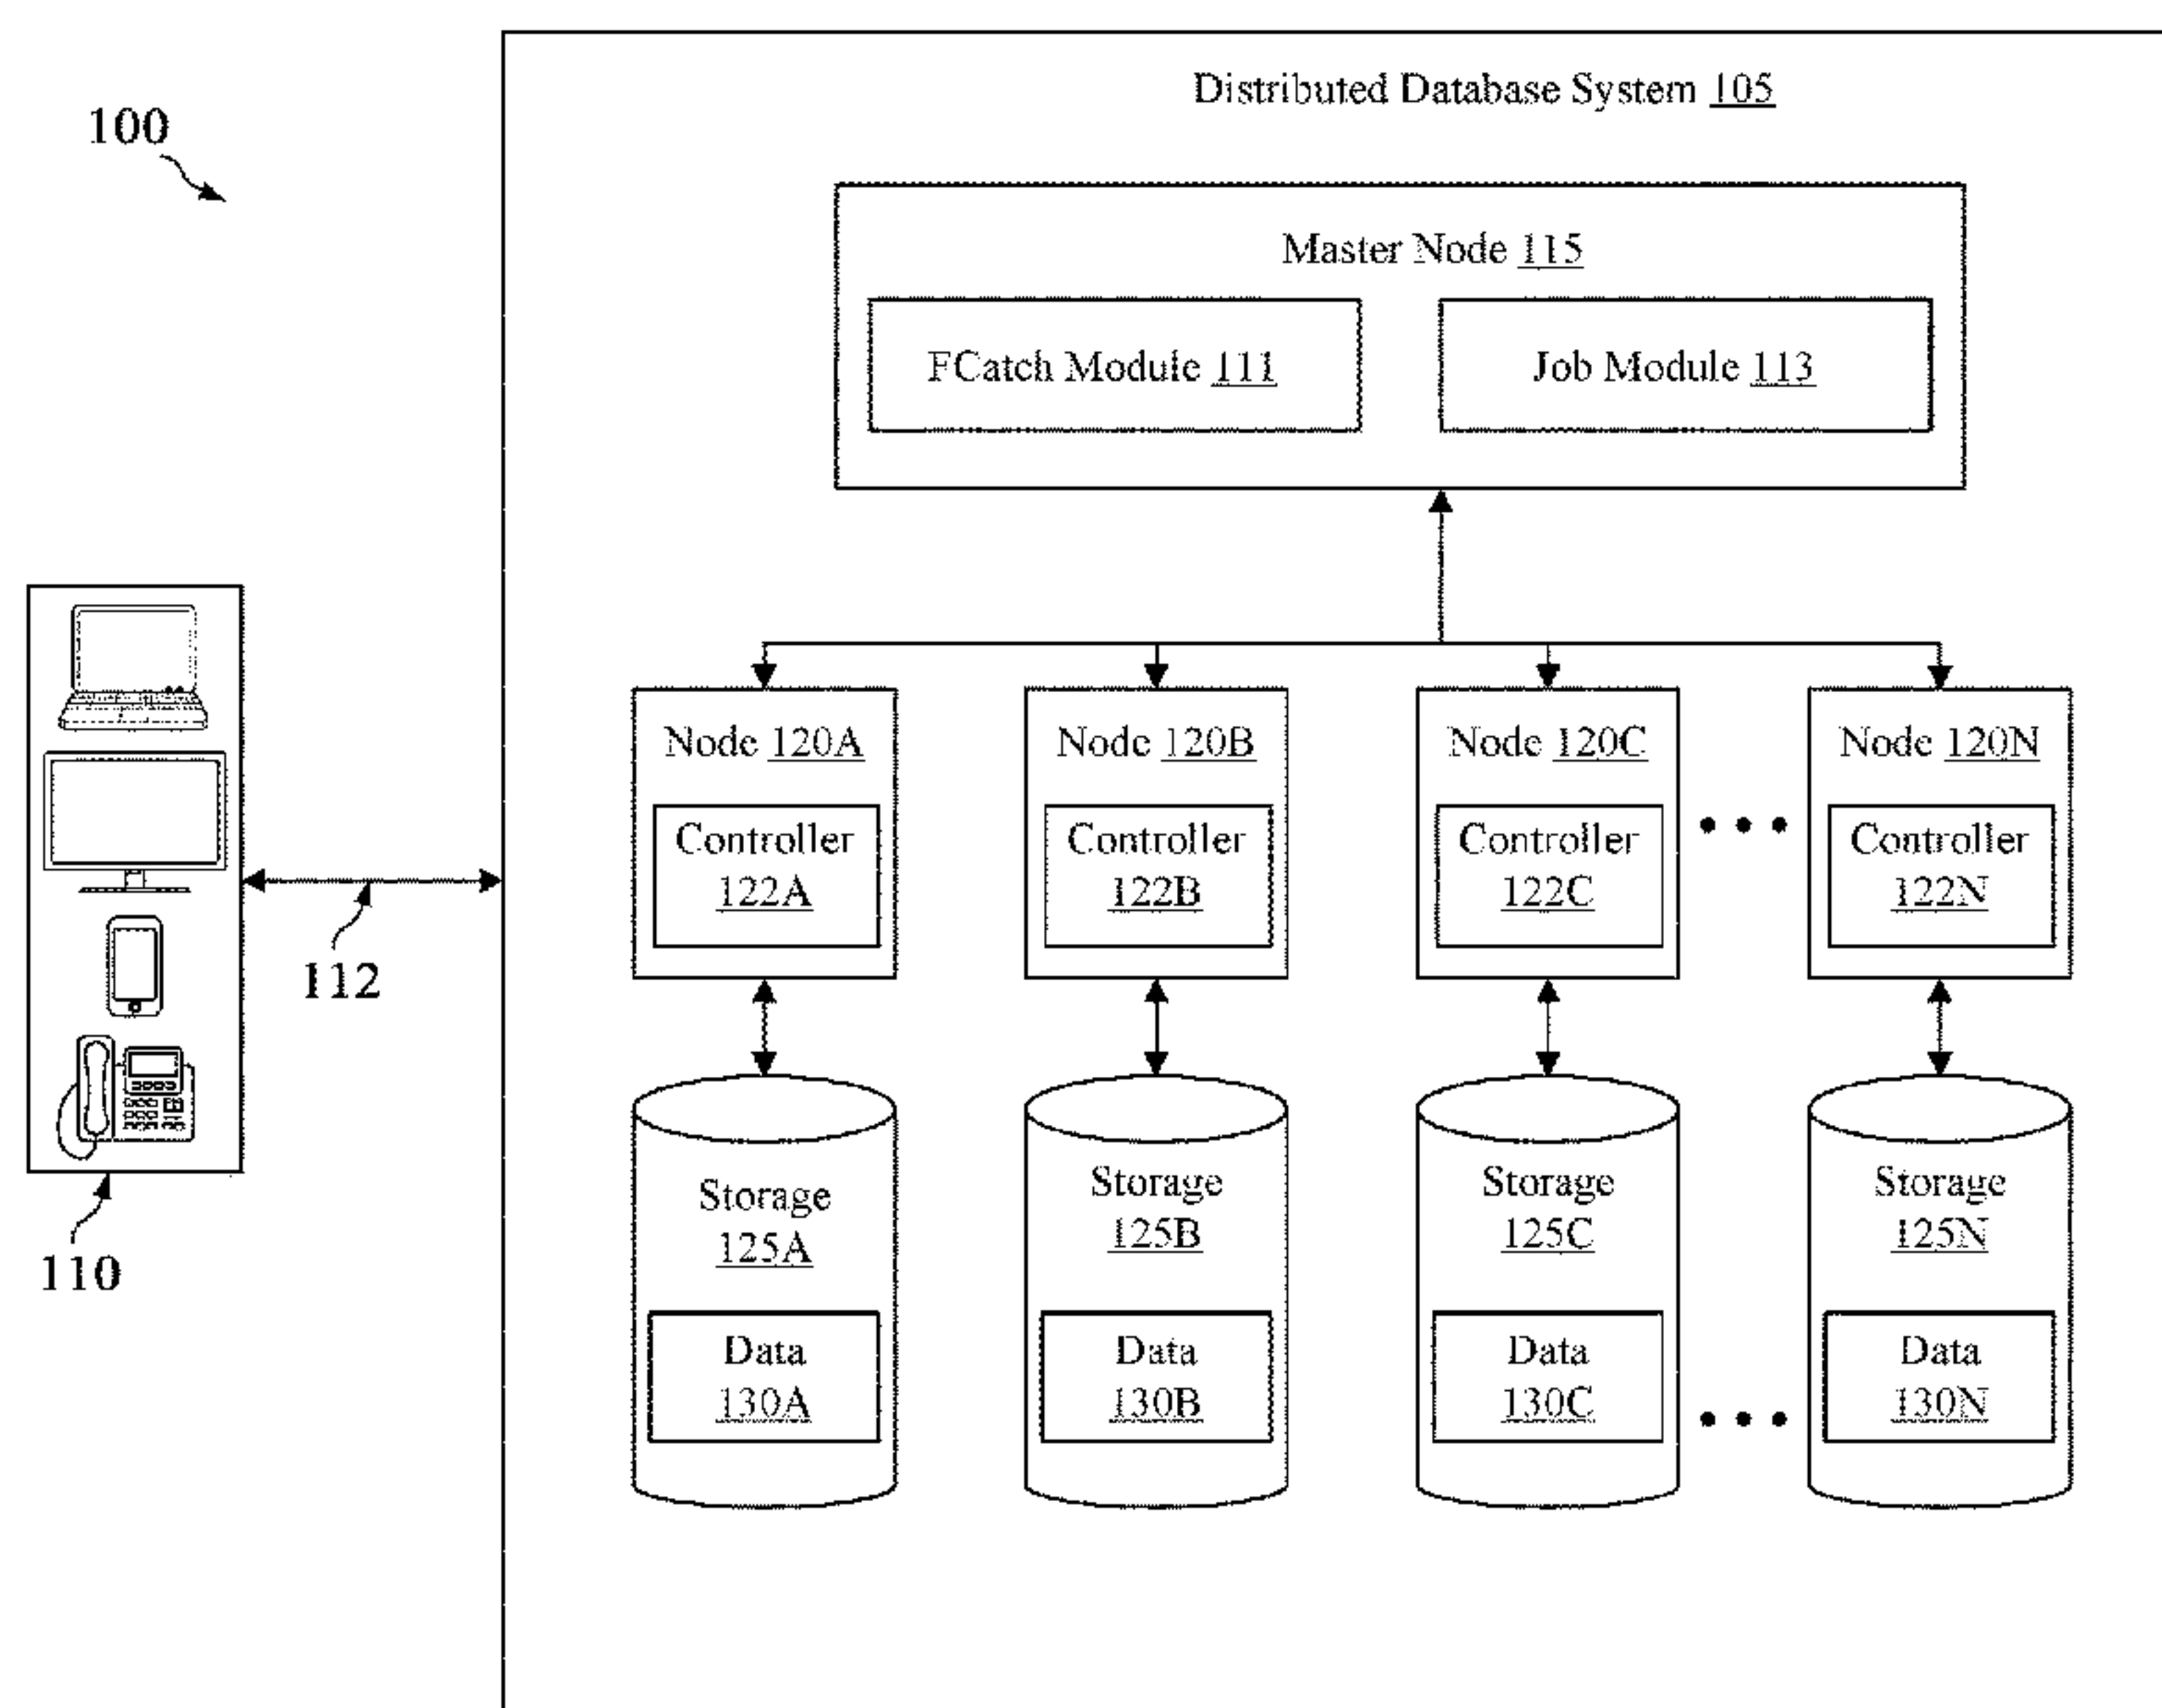 Distributed Database System 105
100
Master Node 115
FCatch Module 111
Job Module 113
Node 120A
Node 120B
Node 120C
Node 120N
Controller
122A
Controller
122B
Controller
122C
Controller
122N
112
Storage
125A
Storage
125B
Storage
125C
Storage
125N
110
Data
130A
Data
130B
Data
130C
Data
130N